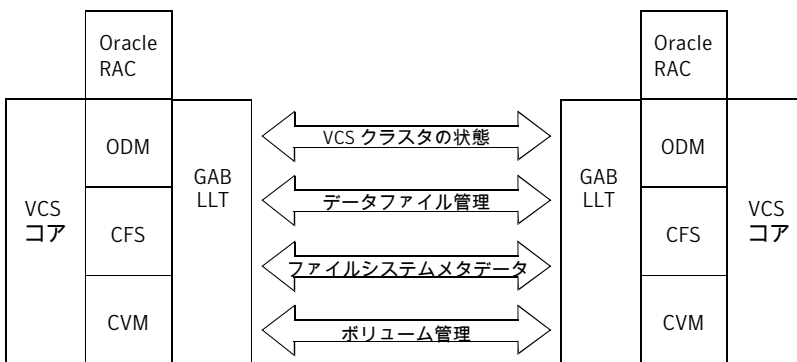 Oracle
RAC
Oracle
RAC
VCS
コア
ODM
CFS
CVM
GAB
LLT
VCS クラスタの状態
データファイル管理
ファイルシステムメタデータ
ボリューム管理
GAB
LLT
ODM
CFS
CVM
VCS
コア